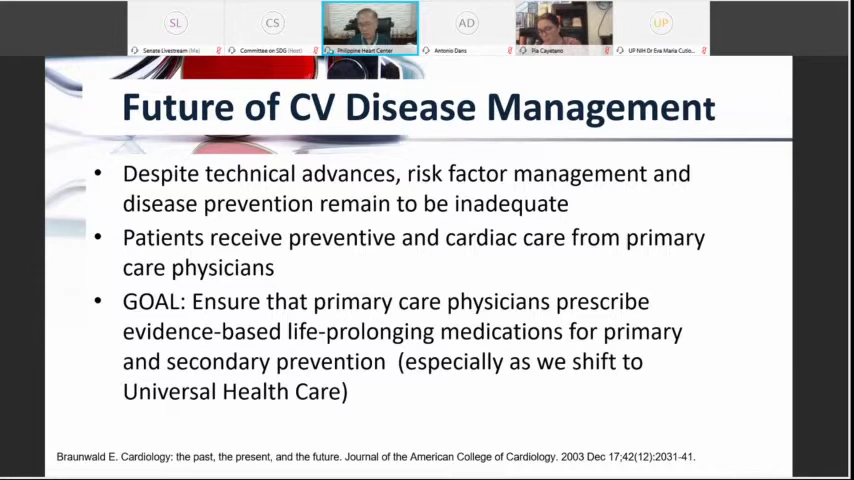 SL
CS
AD
UP
Senate Livestream (Me)
Committee on SDG (Host)
Philippine Heart Center
Antonio Dans
Pia Cayetano
UP NIH Dr Eva Maria Cutio...
Future of CV Disease Management
• Despite technical advances, risk factor management and
disease prevention remain to be inadequate
• Patients receive preventive and cardiac care from primary
care physicians
• GOAL: Ensure that primary care physicians prescribe
evidence-based life-prolonging medications for primary
and secondary prevention (especially as we shift to
Universal Health Care)
Braunwald E. Cardiology: the past, the present, and the future. Journal of the American College of Cardiology. 2003 Dec 17;42(12):2031-41.